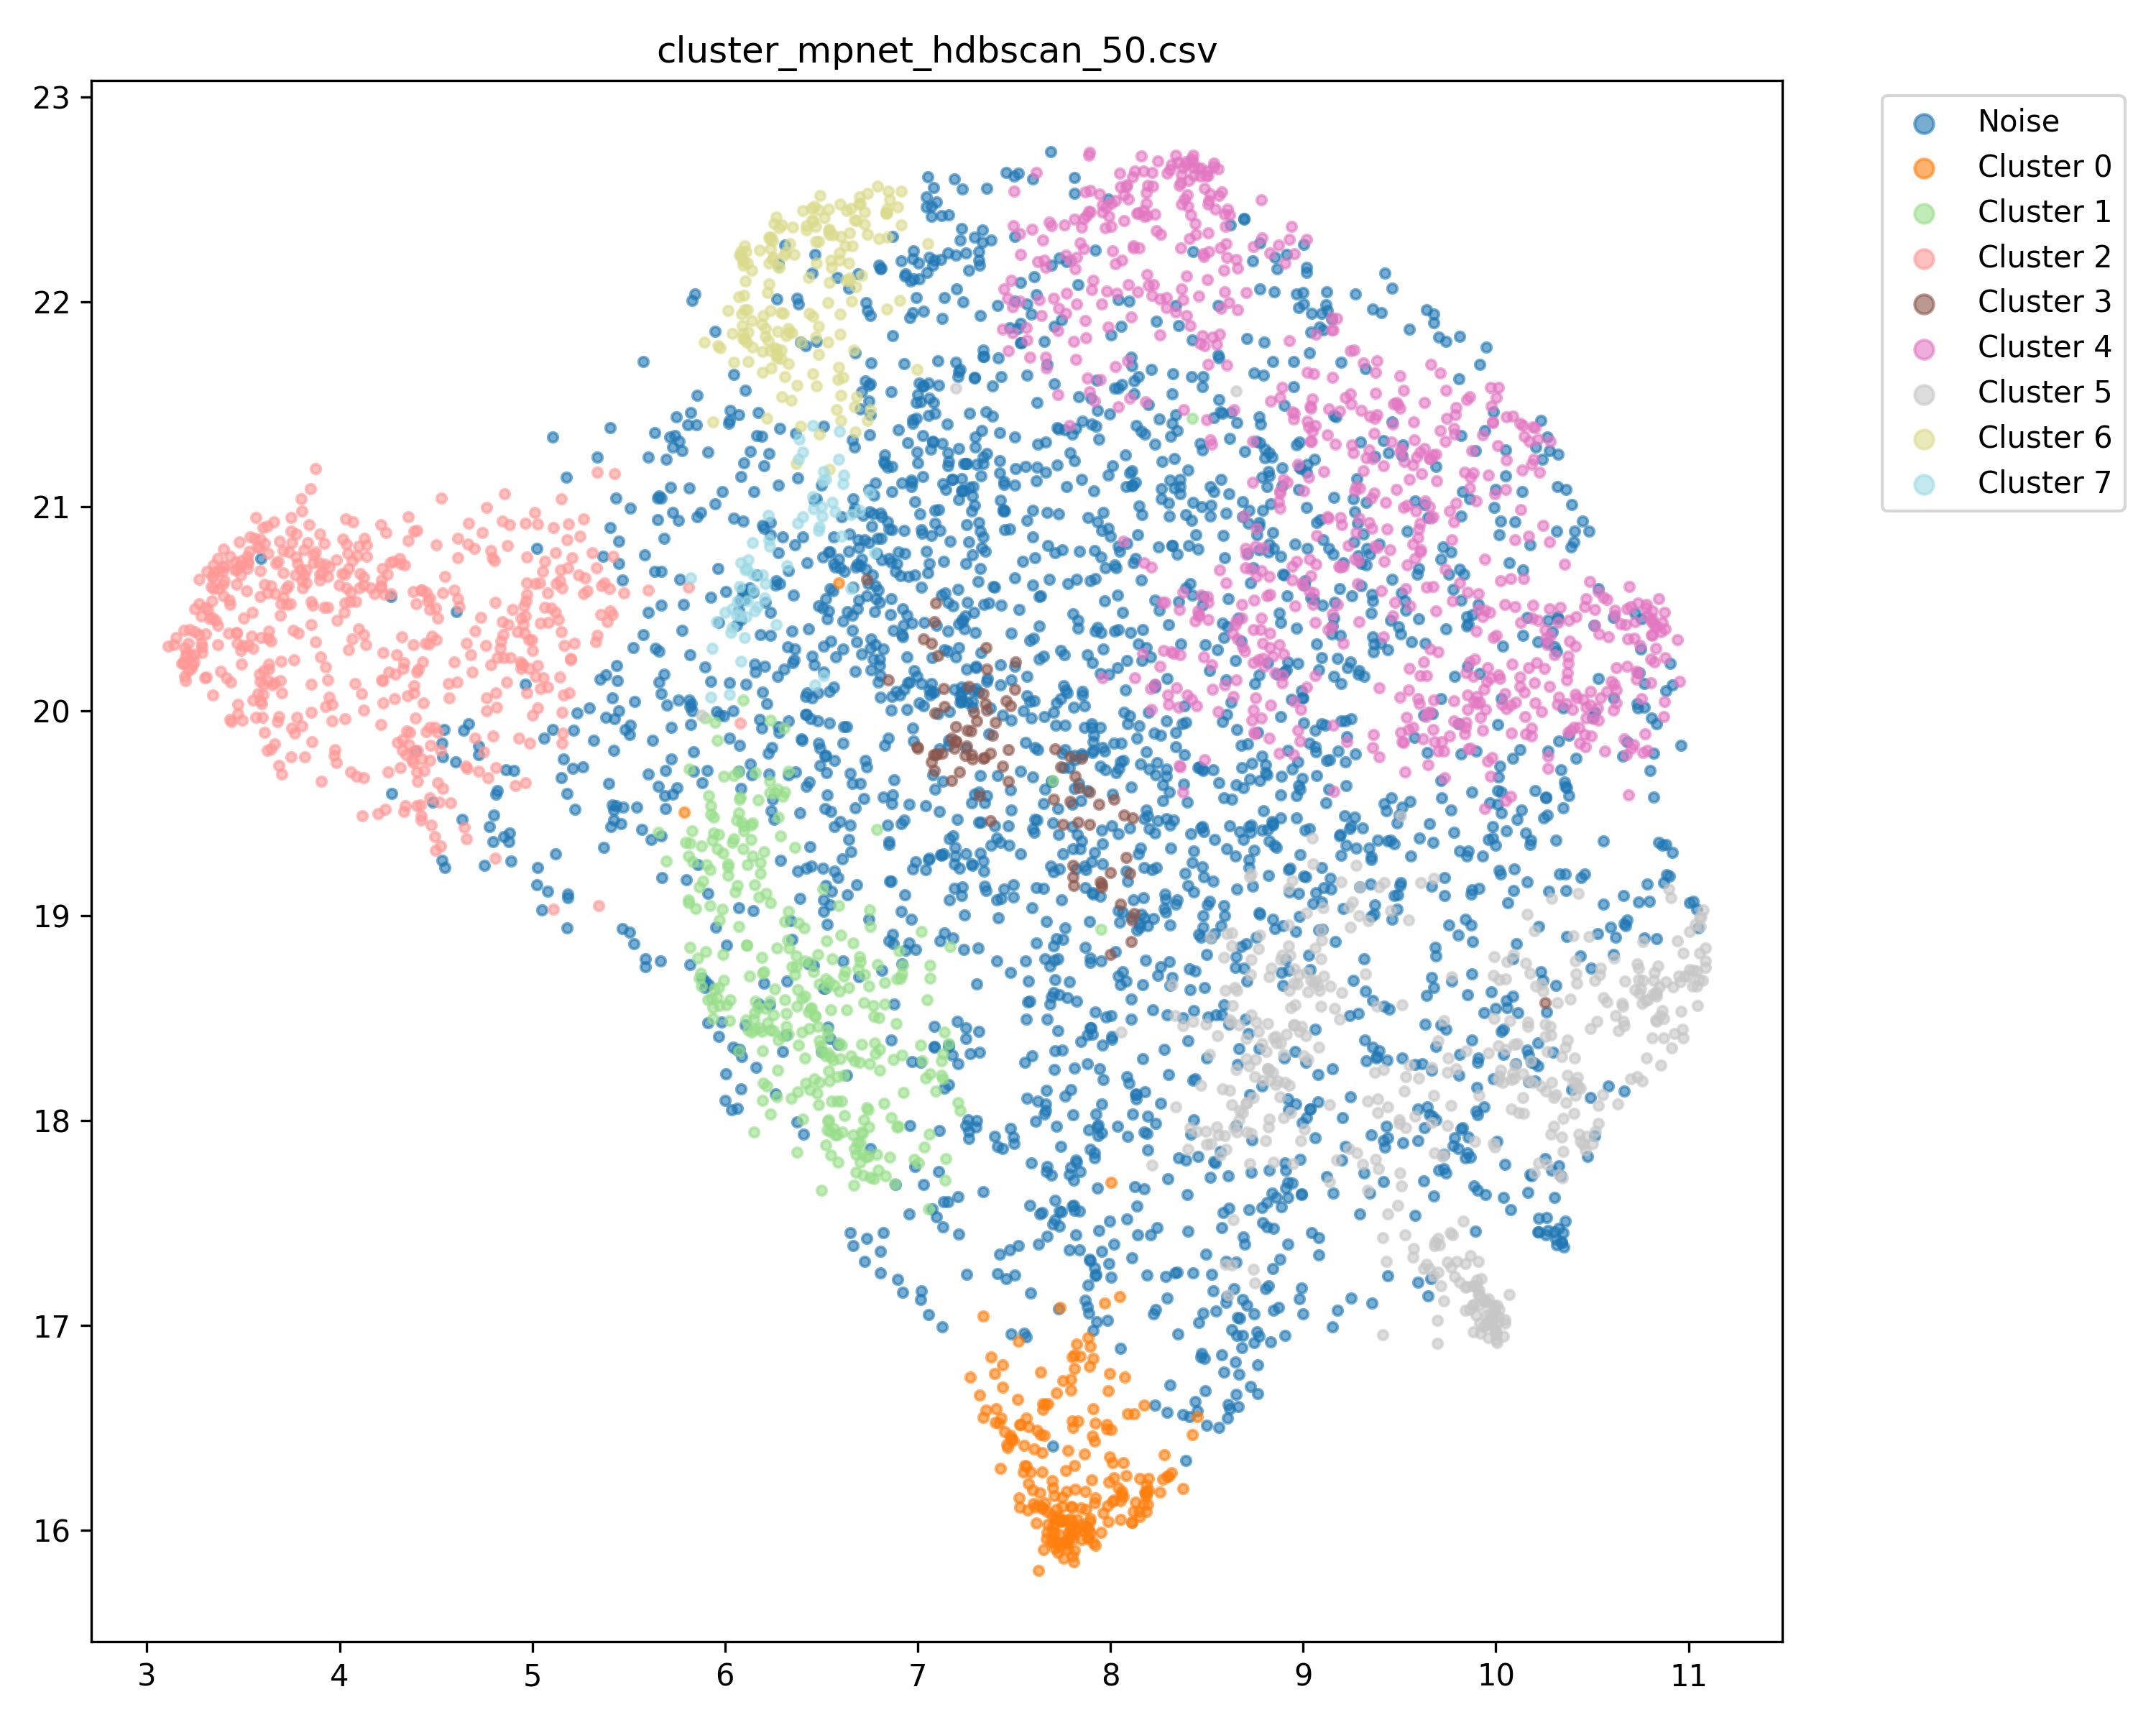 cluster_mpnet_hdbscan_50.csv
23
22
21
20
19
18
17
16
3 4 5 6 7 8 9 10 11
Noise
Cluster 0
Cluster 1
Cluster 2
Cluster 3
Cluster 4
Cluster 5
Cluster 6
Cluster 7